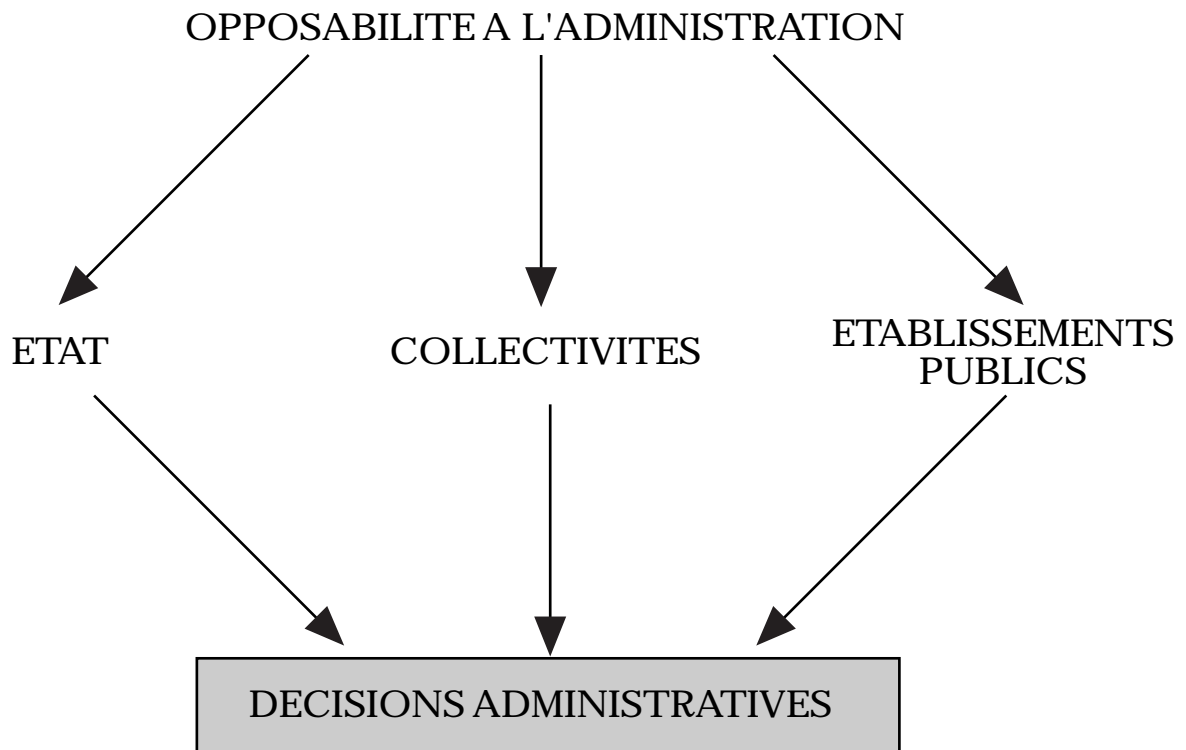 OPPOSABILITE A L'ADMINISTRATION
ETAT
COLLECTIVITES
ETABLISSEMENTS
PUBLICS
DECISIONS ADMINISTRATIVES